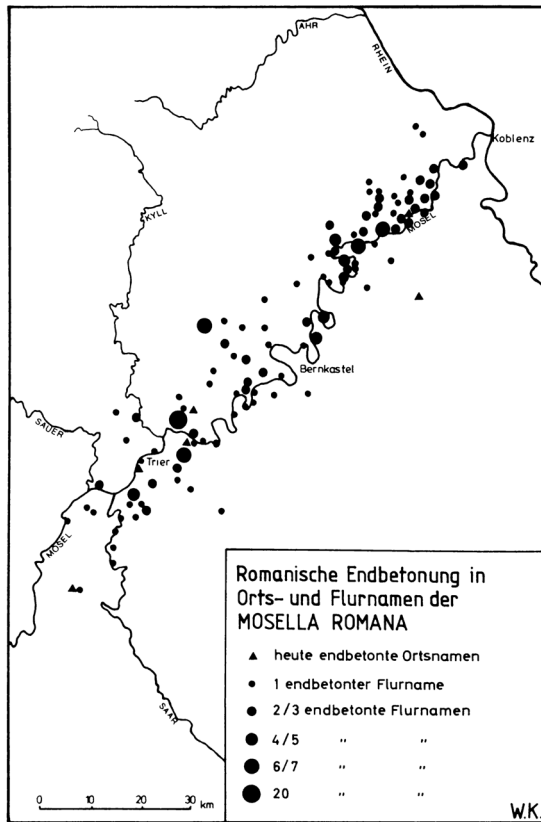 AHR
RHEIN
Koblenz
KYLL
MOSEL
Bernkastel
SAUER
Trier
MOSEL
SAAR
Romanische Endbetonung in
Orts- und Flurnamen der
MOSELLA ROMANA
▲ heute endbetonte Ortsnamen
• 1 endbetonter Flurname
● 2/3 endbetonte Flurnamen
● 4/5 " "
● 6/7 " "
● 20 " "
0 10 20 30
km
W.K.